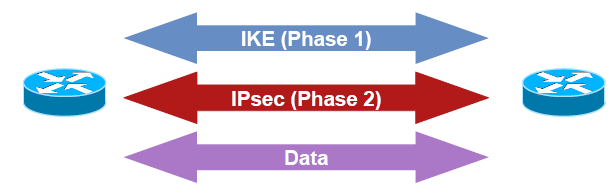 IKE (Phase 1)
IPsec (Phase 2)
Data